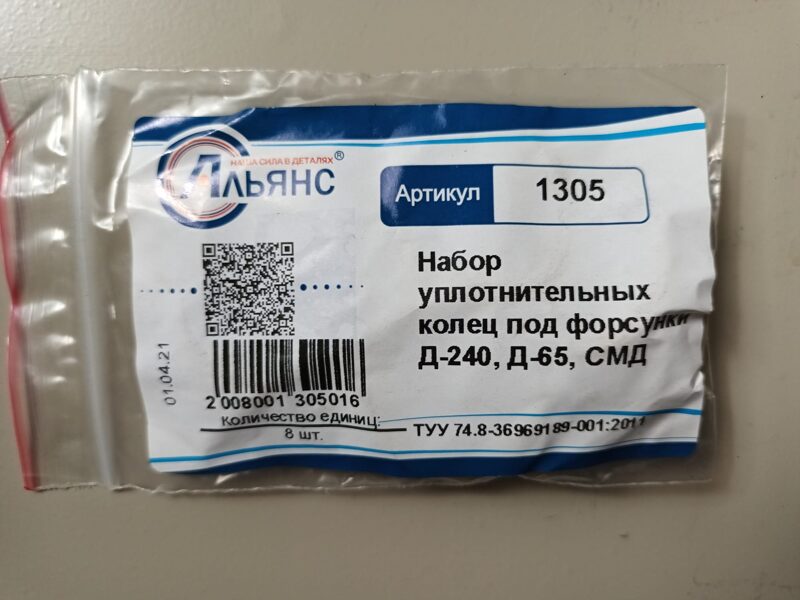 НАША СИЛА В ДЕТАЛЯХ®
АЛЬЯНС
Артикул 1305
Набор
уплотнительных
колец под форсунки
Д-240, Д-65, СМД
01.04.21
2 008001 305016
Количество единиц:
8 шт.
ТУУ 74.8-36969189-001:2011